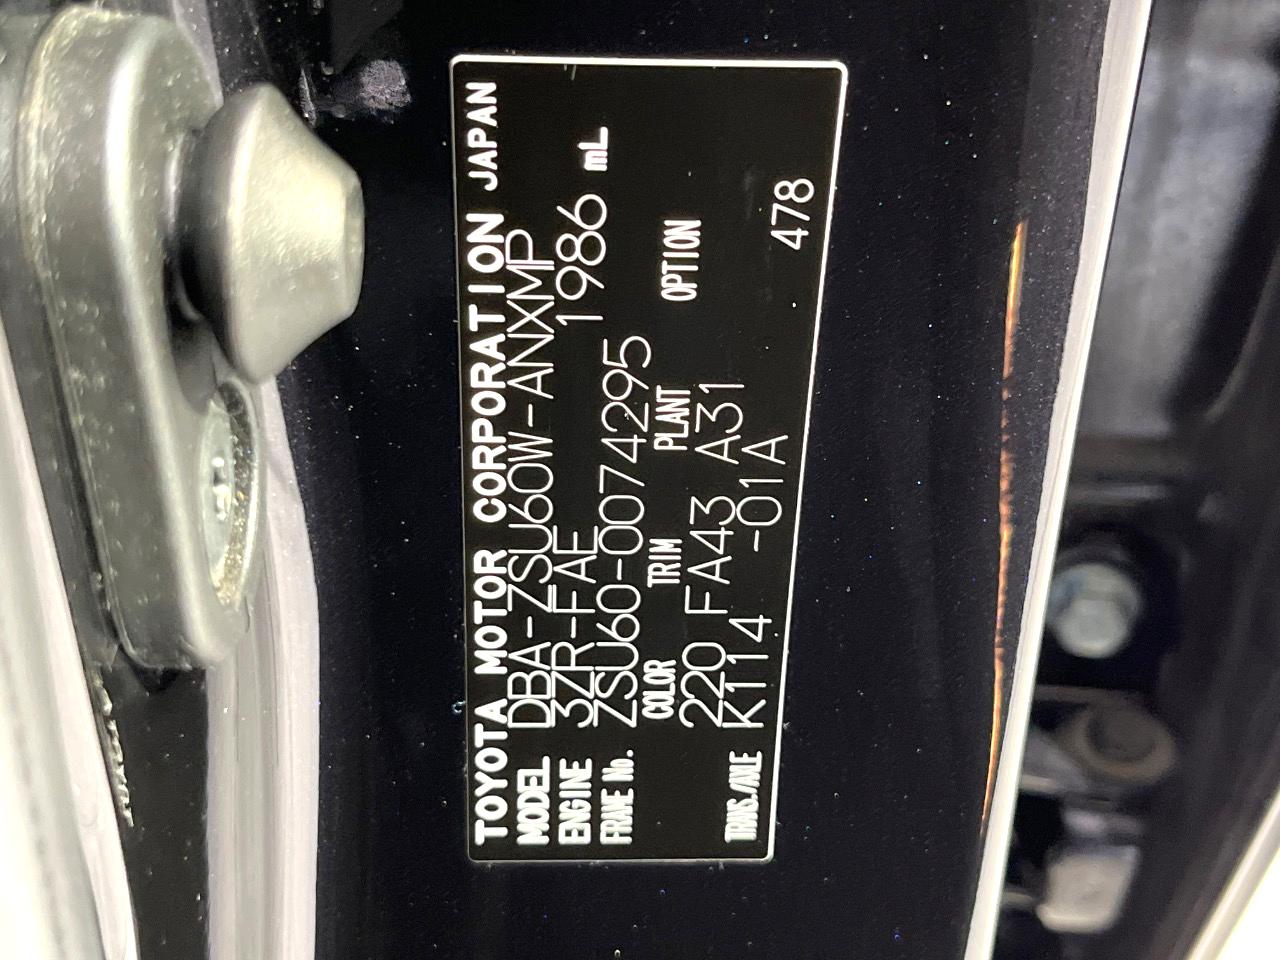 TOYOTA MOTOR CORPORATION JAPAN
MODEL DBA-ZSU60W-ANXMP
ENGINE 3ZR-FAE 1986 mL
FRAME No. ZSU60-0074295
COLOR TRIM PLANT OPTION
220 FA43 A31
TRANS./AXLE K114 -01A 478